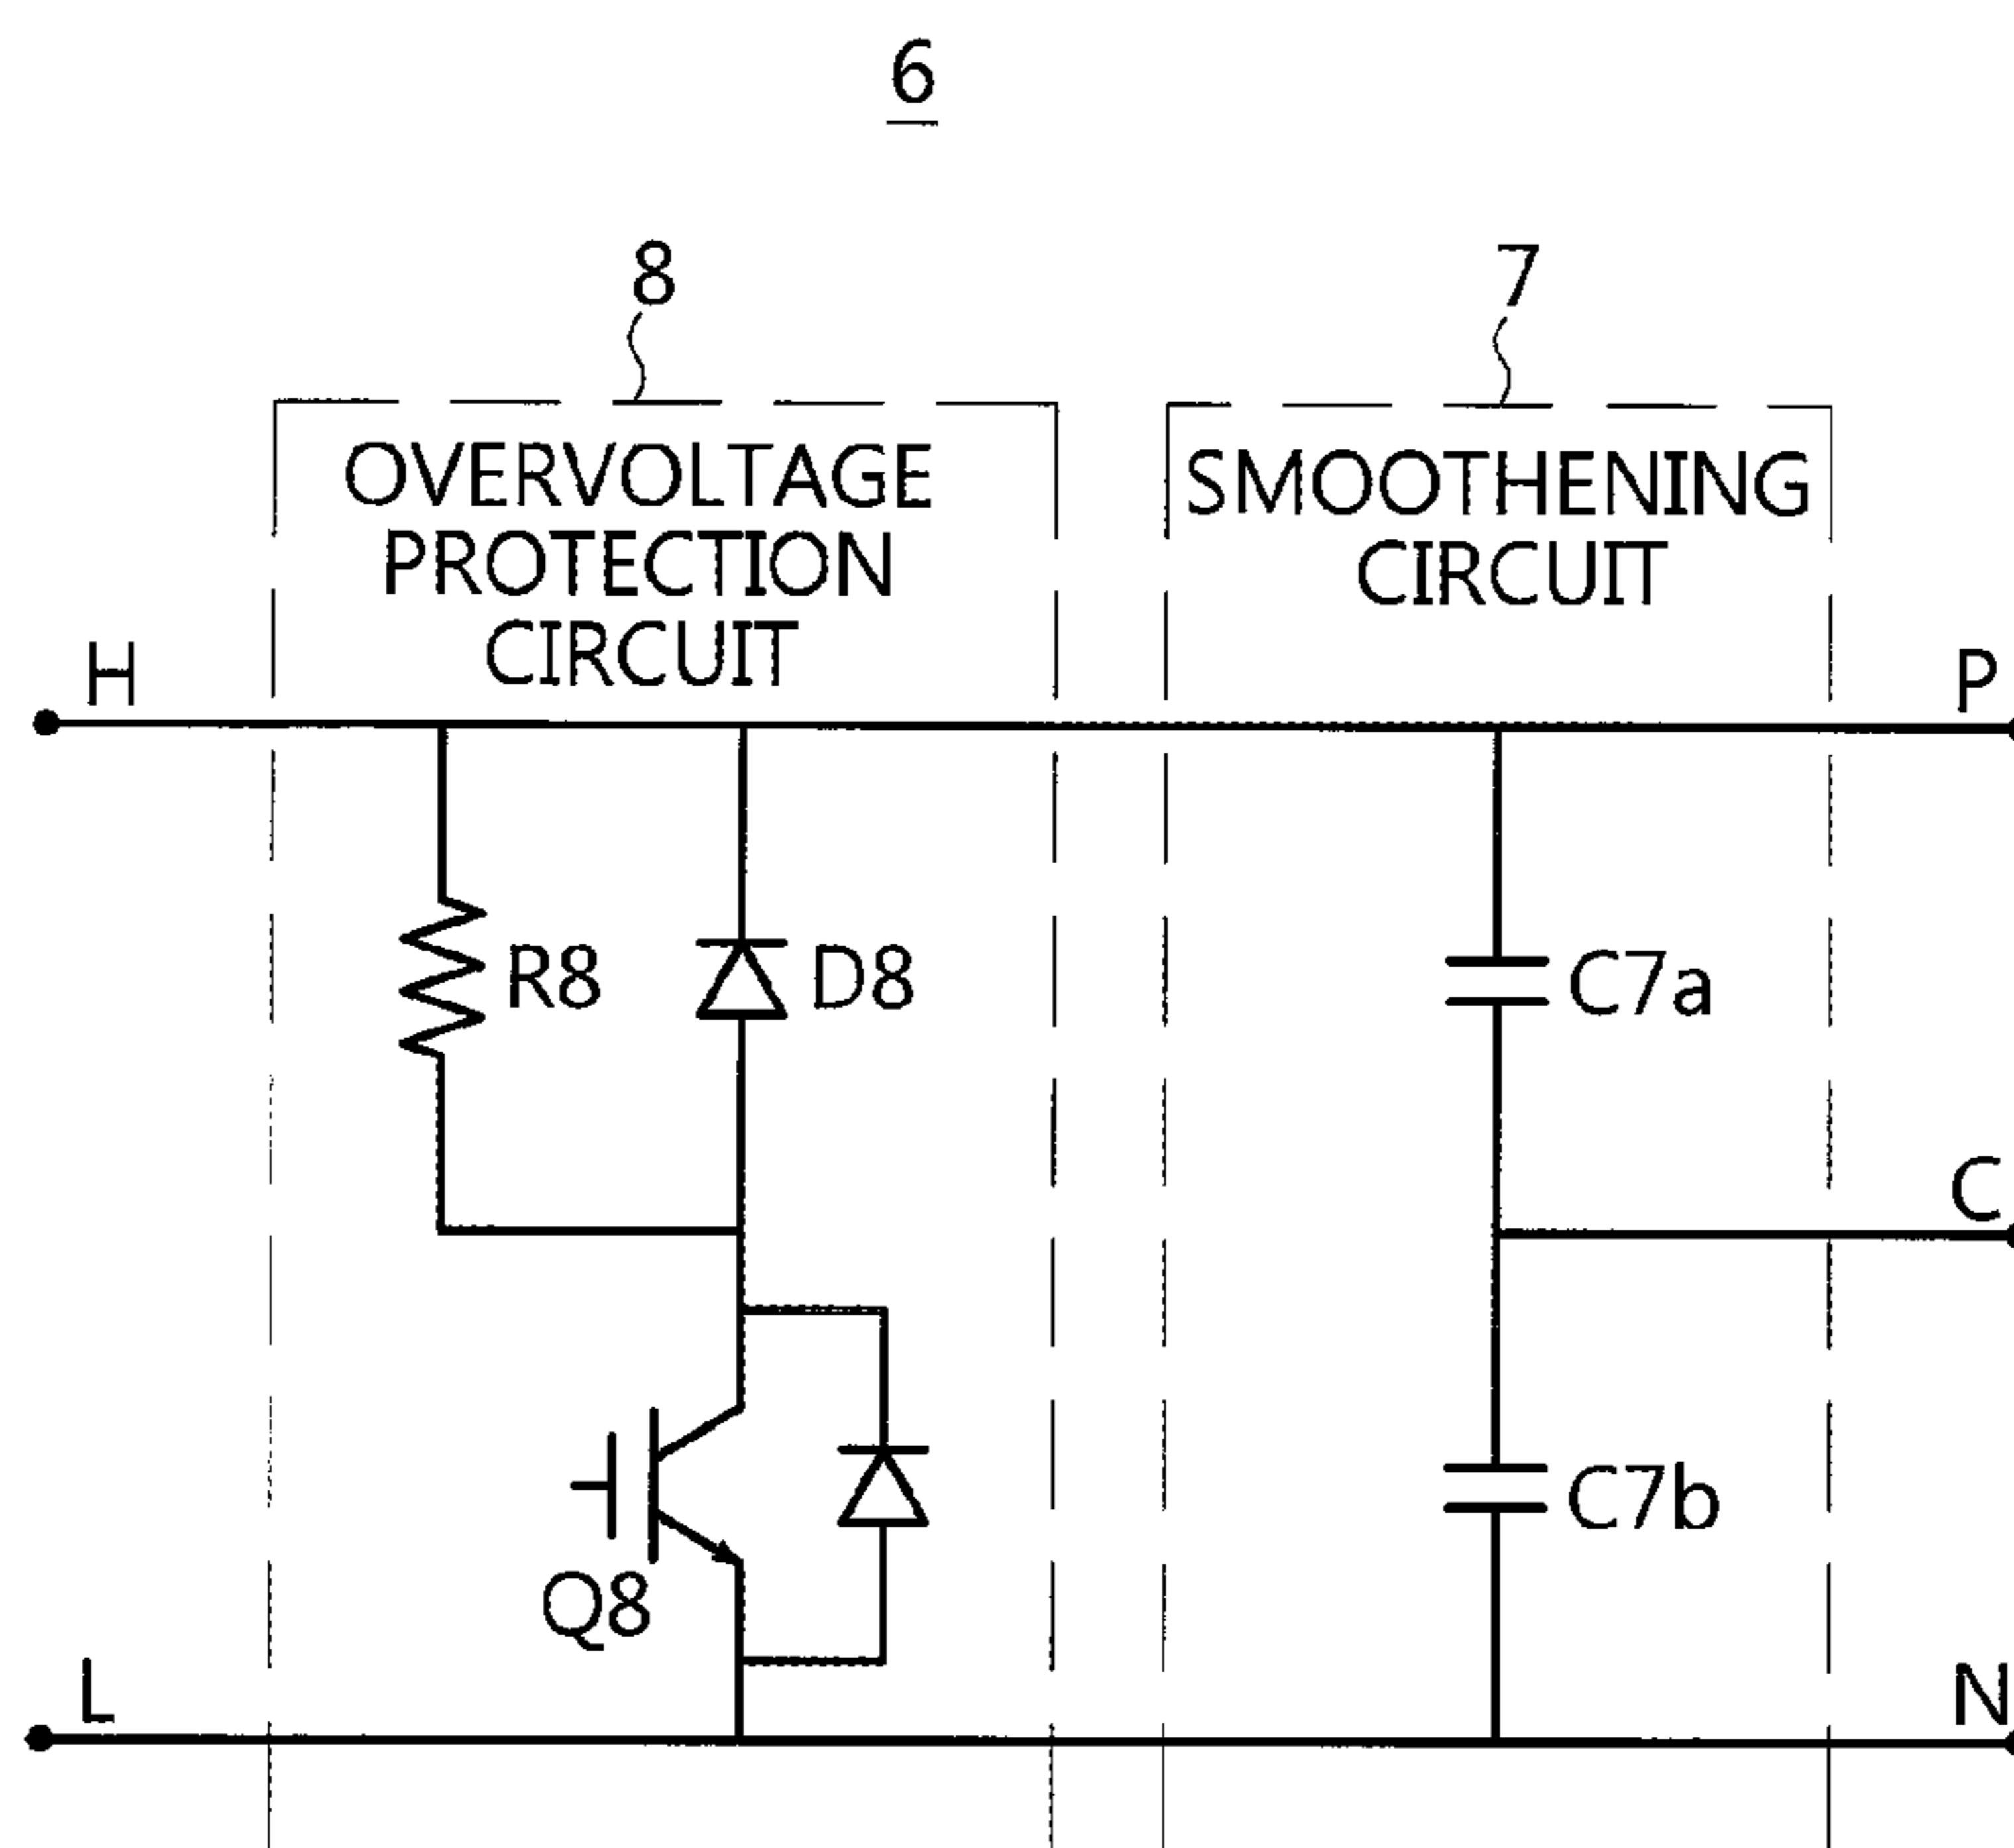 6
8
7
OVERVOLTAGE
PROTECTION
CIRCUIT
SMOOTHENING
CIRCUIT
H
P
R8
D8
C7a
C
Q8
C7b
L
N